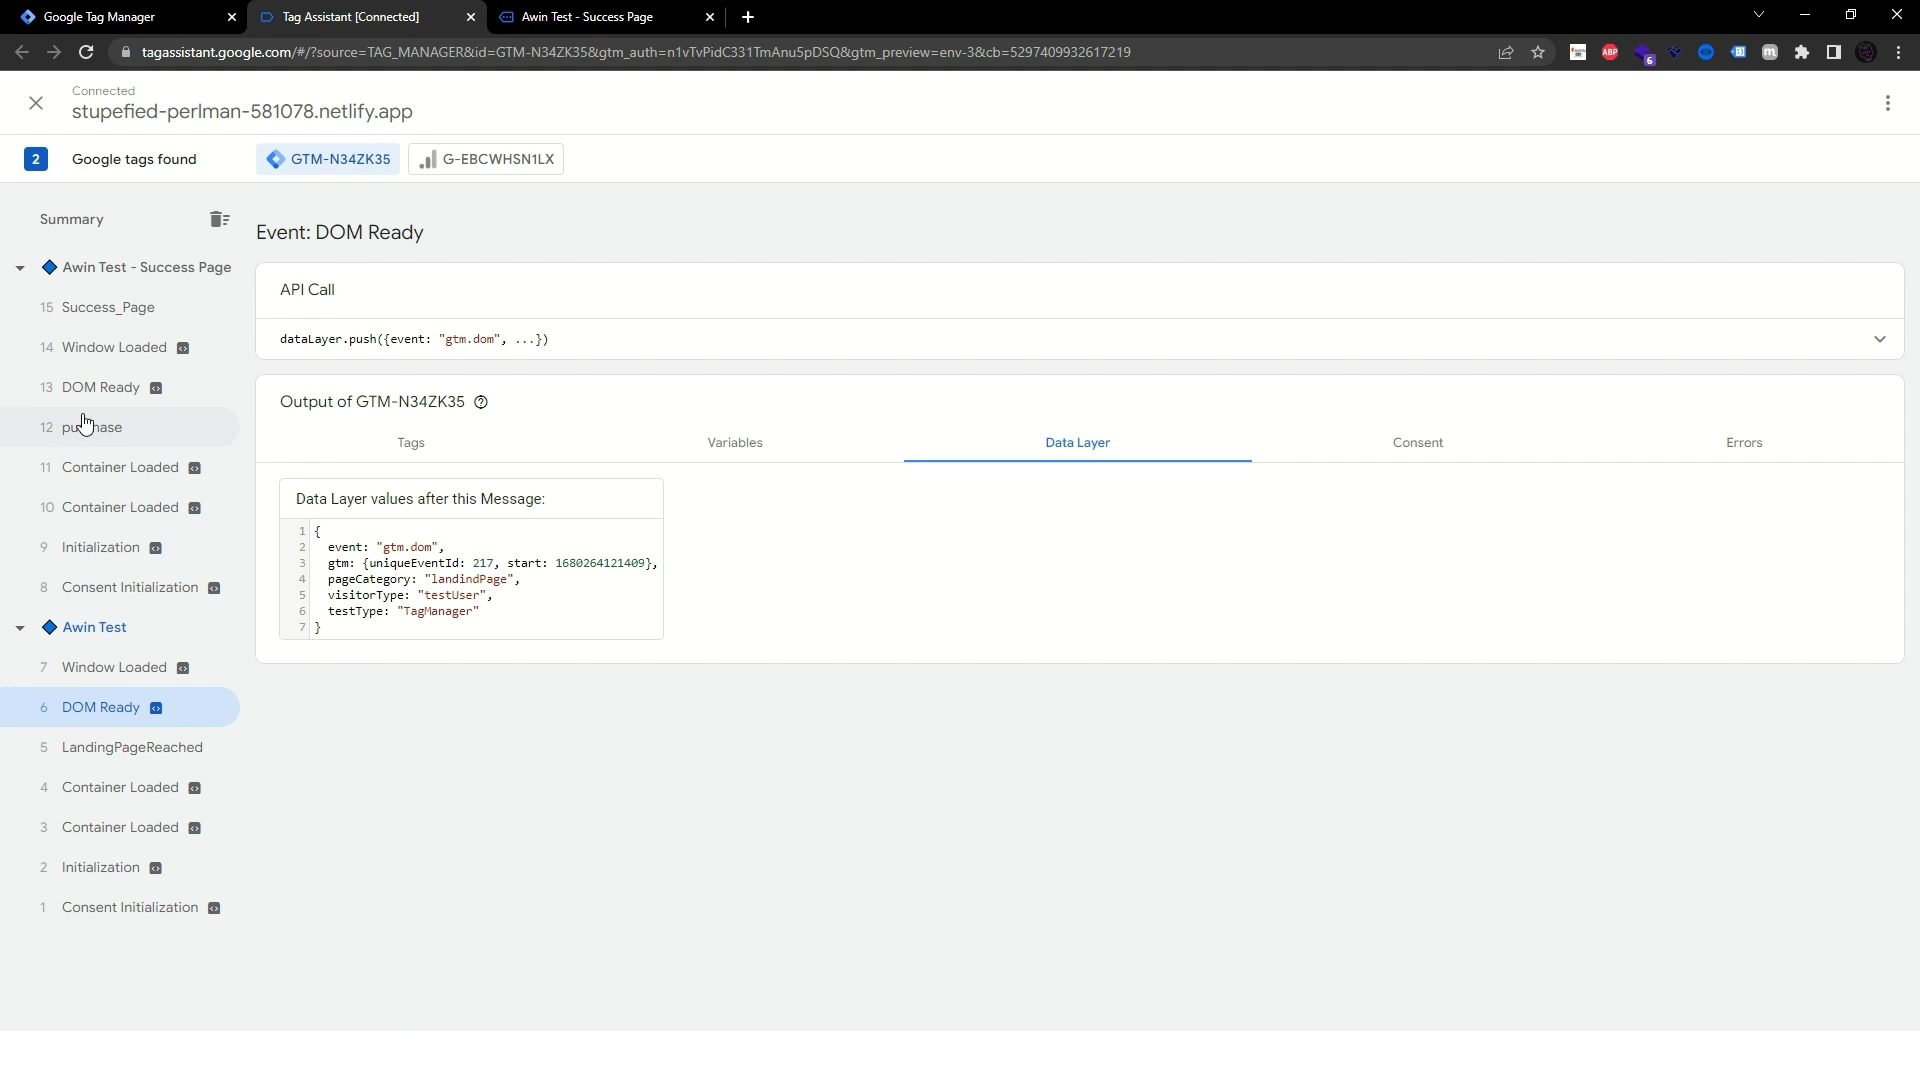 Google Tag Manager
Tag Assistant [Connected]
Awin Test - Success Page
tagassistant.google.com/#/?source=TAG_MANAGER&id=GTM-N34ZK35&gtm_auth=n1vTvPidC331TmAnu5pDSQ&gtm_preview=env-3&cb=5297409932617219
ABP
6
m
Connected
stupefied-perlman-581078.netlify.app
2 Google tags found
GTM-N34ZK35
G-EBCWHSN1LX
Summary
Awin Test - Success Page
15 Success_Page
14 Window Loaded
13 DOM Ready
12
11 Container Loaded
10 Container Loaded
9 Initialization
8 Consent Initialization
Awin Test
7 Window Loaded
6 DOM Ready
5 LandingPageReached
4 Container Loaded
3 Container Loaded
2 Initialization
1 Consent Initialization
Event: DOM Ready
API Call
dataLayer.push({event: "gtm.dom", ...})
Output of GTM-N34ZK35
Tags Variables Data Layer Consent Errors
Data Layer values after this Message:
1 {
2 event: "gtm.dom",
3 gtm: {uniqueEventId: 217, start: 1680264121409},
4 pageCategory: "landindPage",
5 visitorType: "testUser",
6 testType: "TagManager"
7 }